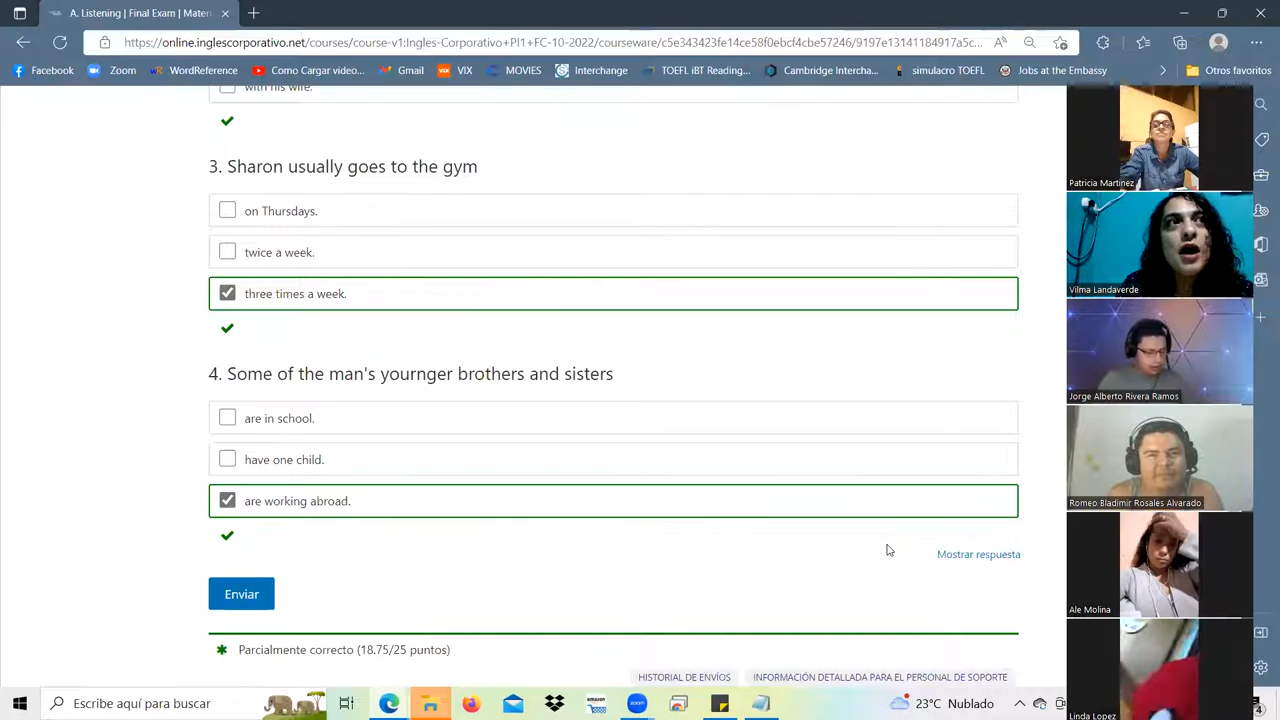 A. Listening | Final Exam | Mater
https://online.inglescorporativo.net/courses/course-v1:Ingles-Corporativo+PI1+FC-10-2022/courseware/c5e343423fe14ce58f0ebcf4cbe57246/9197e13141184917a5c...
Facebook Zoom WordReference Como Cargar video... Gmail VIX MOVIES Interchange TOEFL iBT Reading... Cambridge Intercha... simulacro TOEFL Jobs at the Embassy Otros favoritos
with his wife.
3. Sharon usually goes to the gym
on Thursdays.
twice a week.
three times a week.
4. Some of the man's yournger brothers and sisters
are in school.
have one child.
are working abroad.
Mostrar respuesta
Enviar
Parcialmente correcto (18.75/25 puntos)
HISTORIAL DE ENVÍOS INFORMACIÓN DETALLADA PARA EL PERSONAL DE SOPORTE
Patricia Martinez
Vilma Landaverde
Jorge Alberto Rivera Ramos
Romeo Bladimir Rosales Alvarado
Ale Molina
Linda Lopez
Escribe aquí para buscar
23°C Nublado